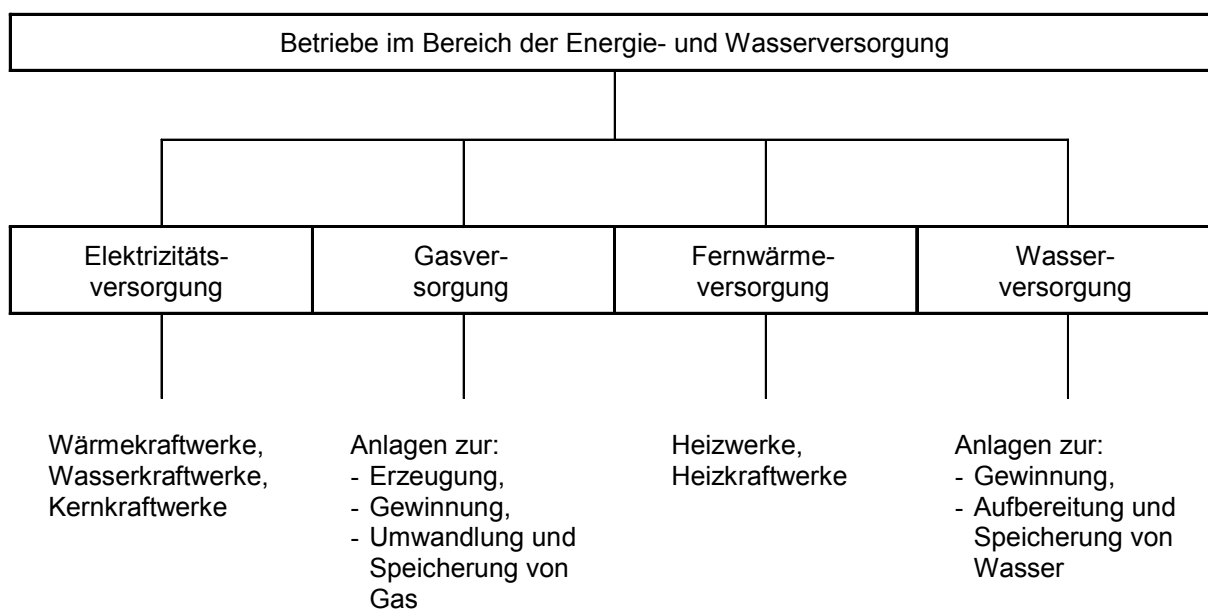 Betriebe im Bereich der Energie- und Wasserversorgung
Elektrizitäts-
versorgung
Gasver-
sorgung
Fernwärme-
versorgung
Wasser-
versorgung
Wärmekraftwerke,
Wasserkraftwerke,
Kernkraftwerke
Anlagen zur:
- Erzeugung,
- Gewinnung,
- Umwandlung und
Speicherung von
Gas
Heizwerke,
Heizkraftwerke
Anlagen zur:
- Gewinnung,
- Aufbereitung und
Speicherung von
Wasser